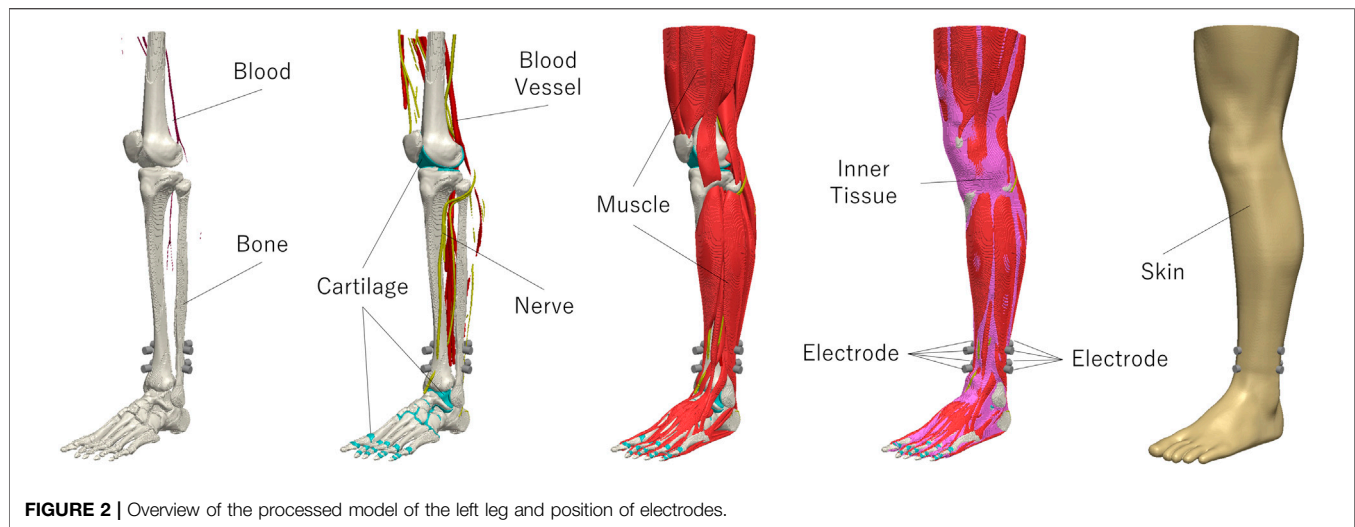 Blood
Bone
Blood
Vessel
Cartilage
Nerve
Muscle
Inner
Tissue
Electrode
Electrode
Skin
FIGURE 2 | Overview of the processed model of the left leg and position of electrodes.